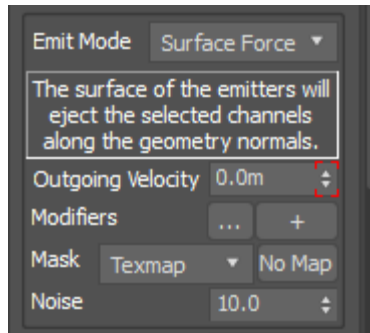 Emit Mode Surface Force
The surface of the emitters will
eject the selected channels
along the geometry normals.
Outgoing Velocity 0.0m
Modifiers ... +
Mask Texmap No Map
Noise 10.0